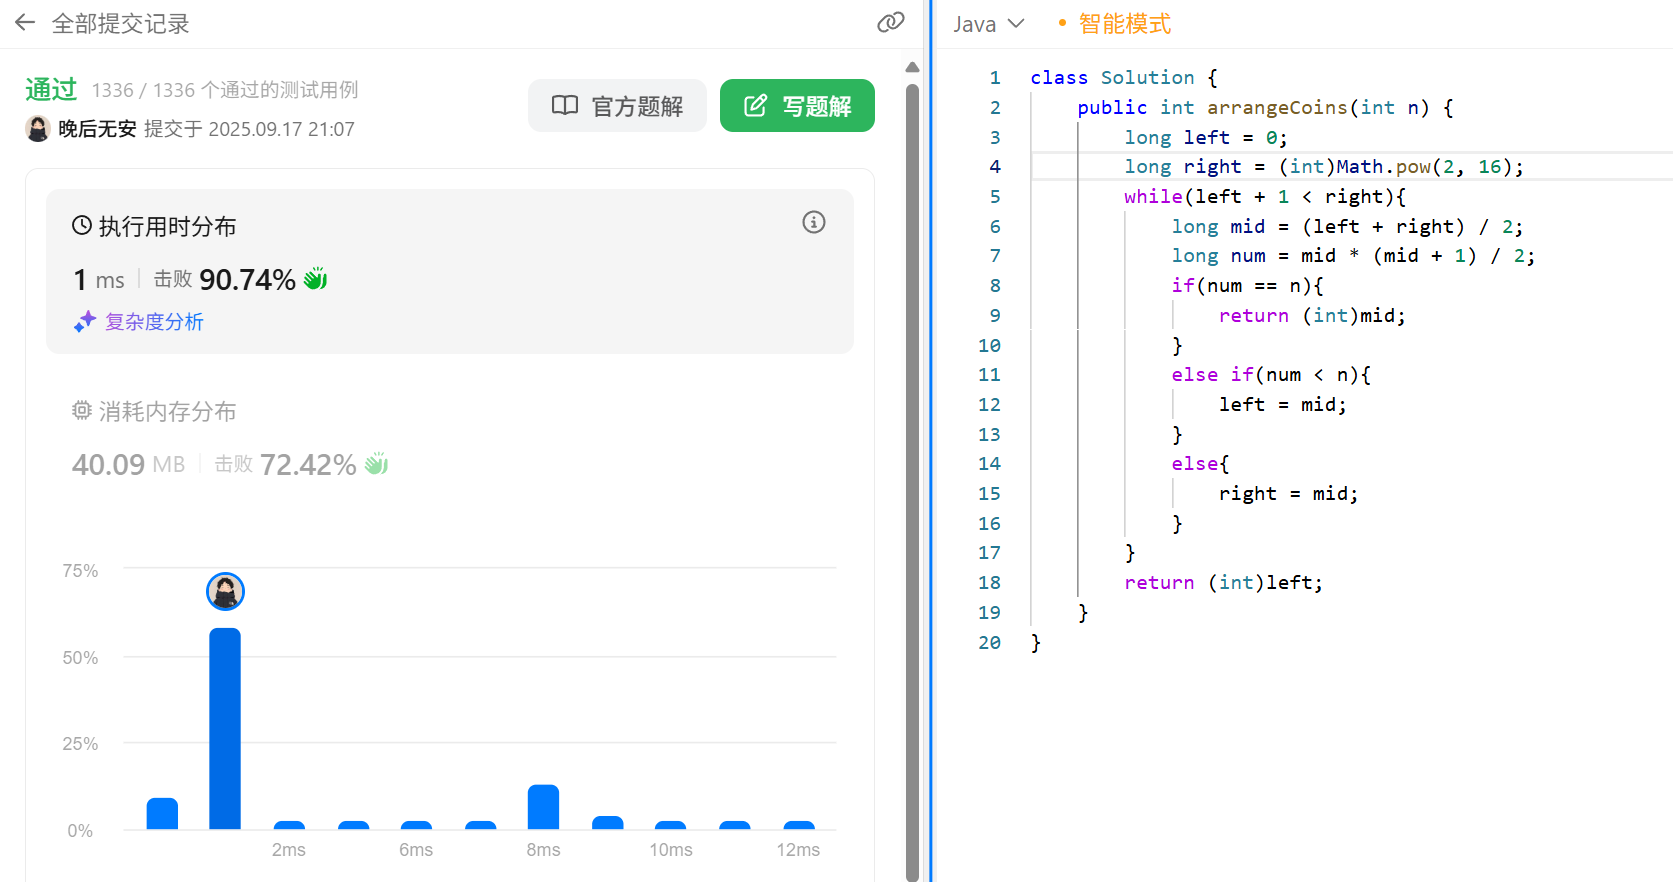 全部提交记录
通过 1336 / 1336 个通过的测试用例
晚后无安 提交于 2025.09.17 21:07
官方题解
写题解
执行用时分布
1 ms 击败 90.74%
复杂度分析
消耗内存分布
40.09 MB 击败 72.42%
75%
50%
25%
0%
2ms 6ms 8ms 10ms 12ms
Java • 智能模式
1 class Solution {
2     public int arrangeCoins(int n) {
3         long left = 0;
4         long right = (int)Math.pow(2, 16);
5         while(left + 1 < right){
6             long mid = (left + right) / 2;
7             long num = mid * (mid + 1) / 2;
8             if(num == n){
9                 return (int)mid;
10             }
11             else if(num < n){
12                 left = mid;
13             }
14             else{
15                 right = mid;
16             }
17         }
18         return (int)left;
19     }
20 }